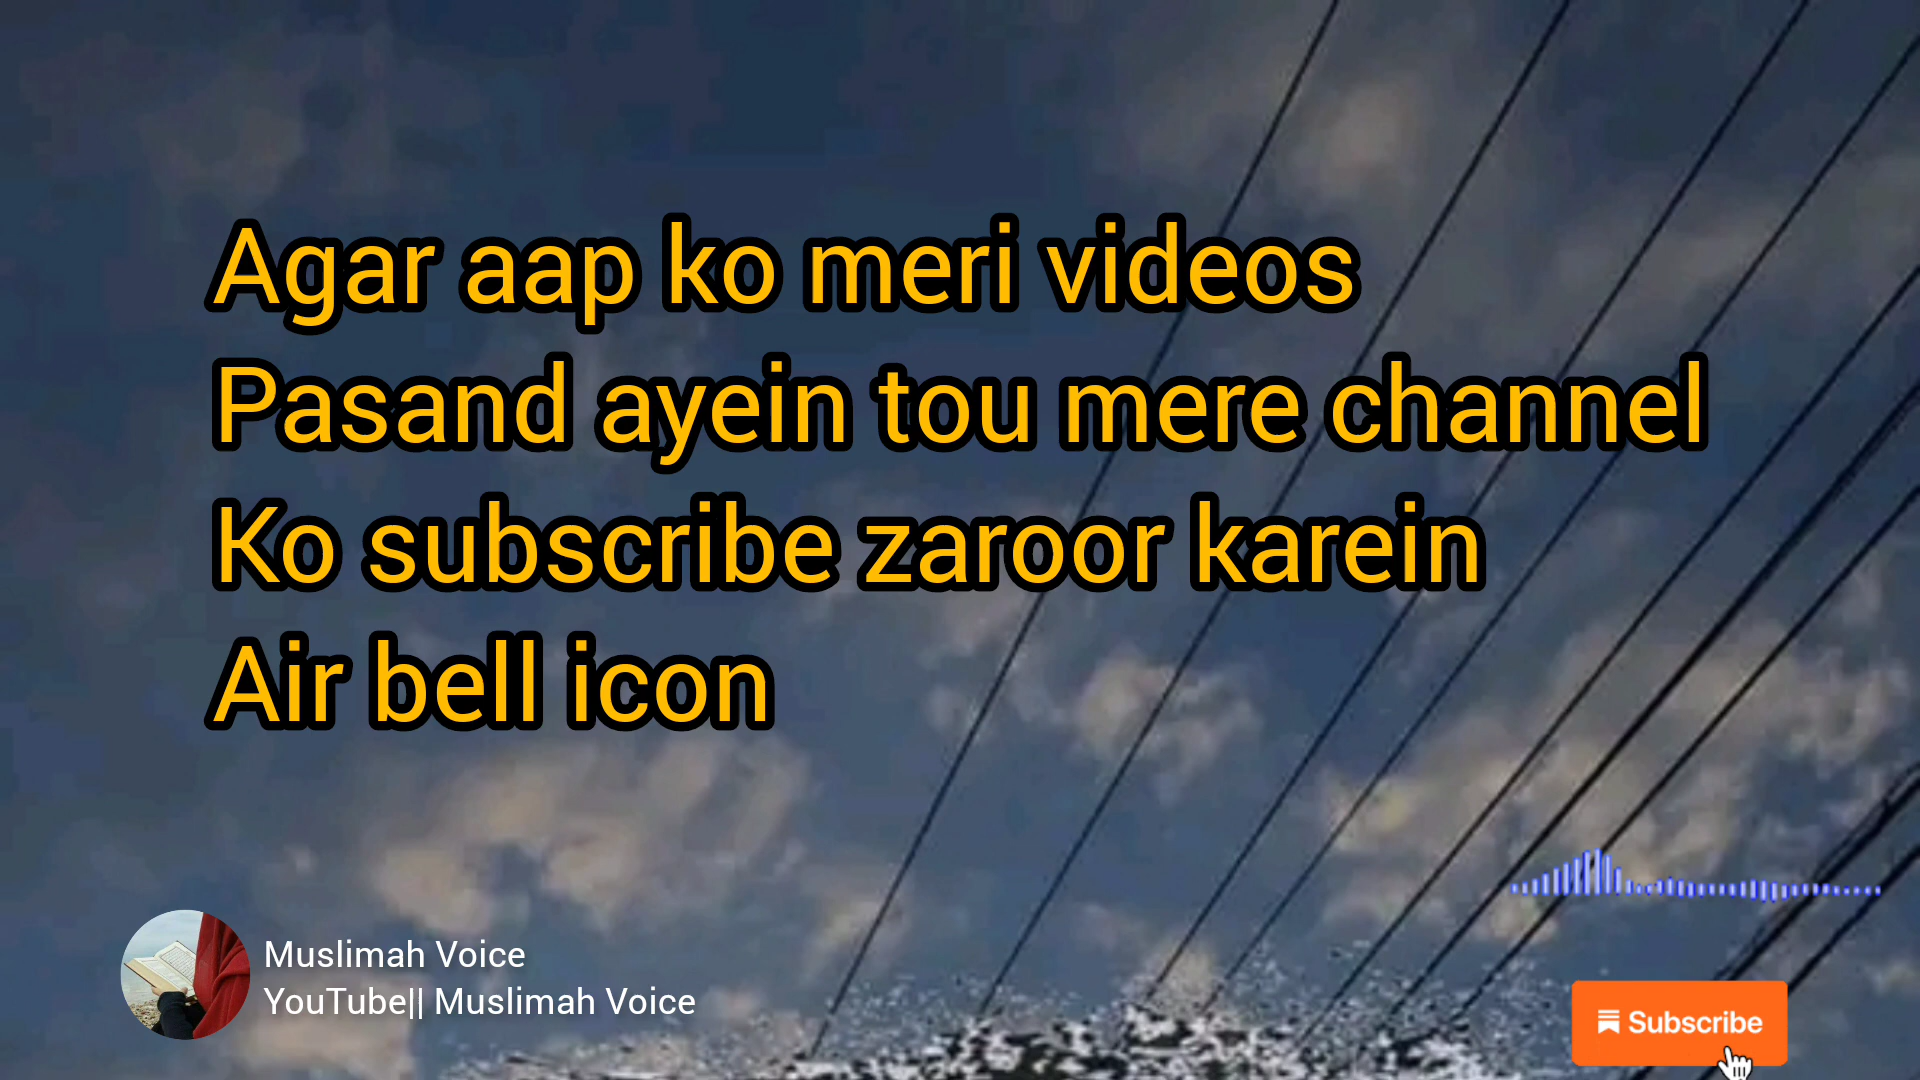 Agar aap ko meri videos
Pasand ayein tou mere channel
Ko subscribe zaroor karein
Air bell icon
Muslimah Voice
YouTube|| Muslimah Voice
Subscribe